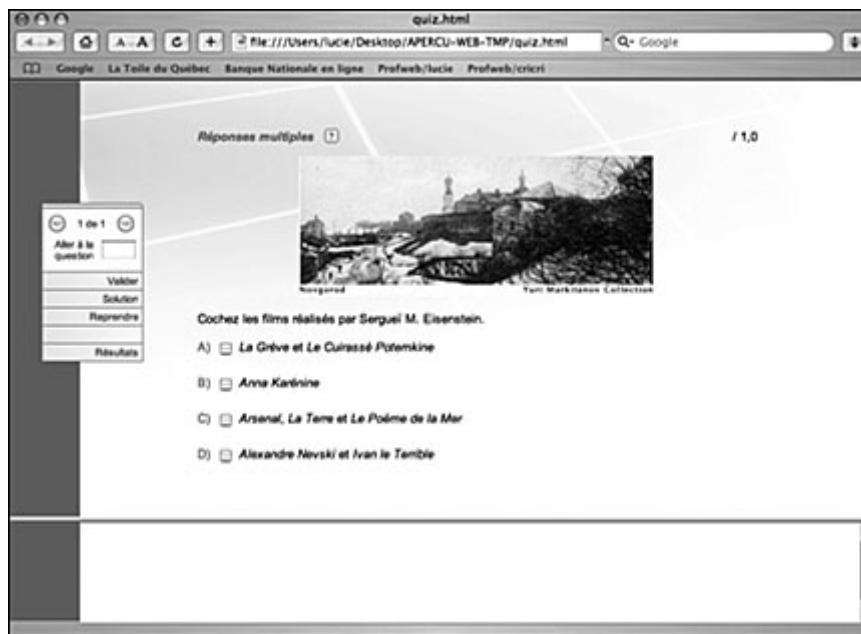 quiz.html
A A
file:///Users/lucie/Desktop/APERCU-WEB-TMP/quiz.html
Google
Google La Toile du Québec Banque Nationale en ligne Profweb/lucie Profweb/cricri
Réponses multiples ?
/ 1,0
1 de 1
Aller à la
question
Valider
Solution
Reprendre
Résultats
Novgorod Yuri Markitanov Collection
Cochez les films réalisés par Sergueï M. Eisenstein.
A) La Grève et Le Cuirassé Potemkine
B) Anna Karénine
C) Arsenal, La Terre et Le Poème de la Mer
D) Alexandre Nevski et Ivan le Terrible